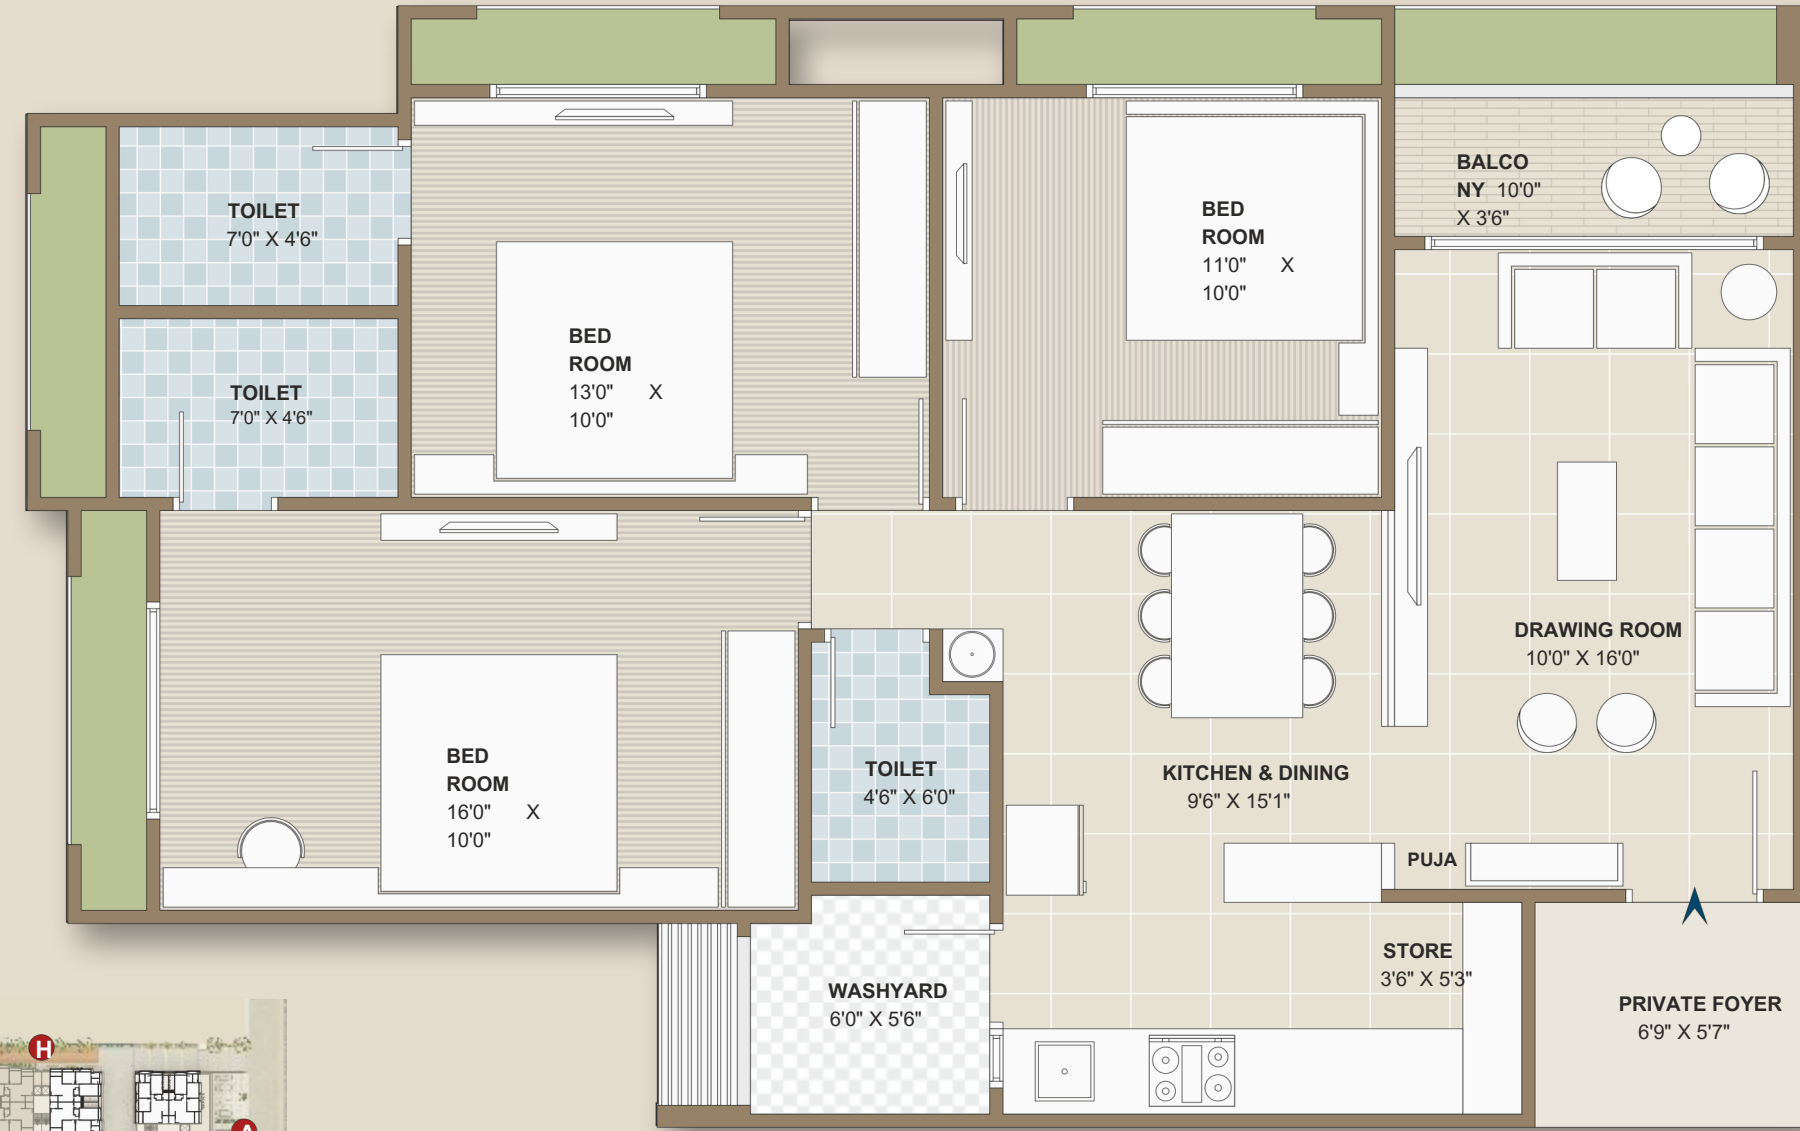 TOILET
7'0" X 4'6"
TOILET
7'0" X 4'6"
BED
ROOM
13'0" X
10'0"
BED
ROOM
11'0" X
10'0"
BALCO
NY 10'0"
X 3'6"
DRAWING ROOM
10'0" X 16'0"
BED
ROOM
16'0" X
10'0"
TOILET
4'6" X 6'0"
KITCHEN & DINING
9'6" X 15'1"
PUJA
STORE
3'6" X 5'3"
WASHYARD
6'0" X 5'6"
PRIVATE FOYER
6'9" X 5'7"
H
A